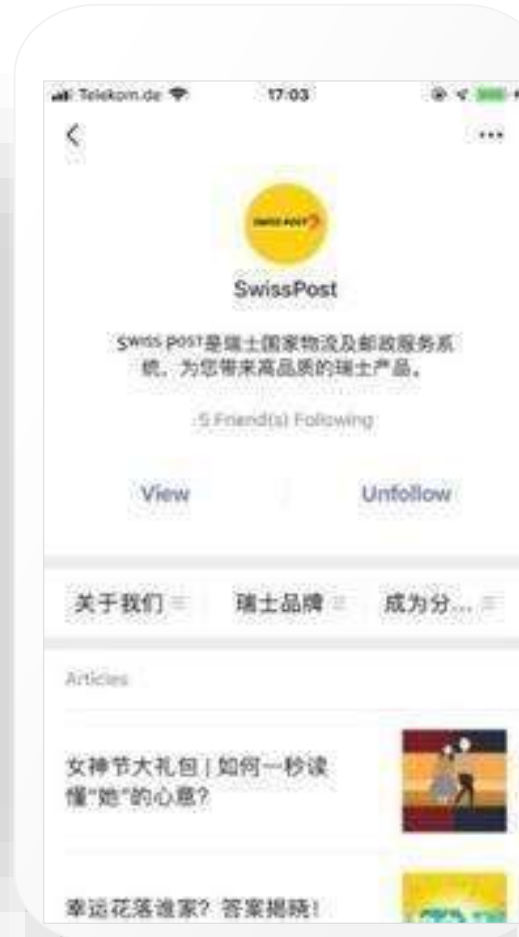 Telekom.de
17:03
SWISS POST
SwissPost
Swiss POST是瑞士国家物流及邮政服务系
统，为您带来高品质的瑞士产品。
5 Friend(s) Following
View
Unfollow
关于我们
瑞士品牌
成为分...
Articles
女神节大礼包 | 如何一秒读
懂“她”的心意？
幸运花落谁家？答案揭晓！